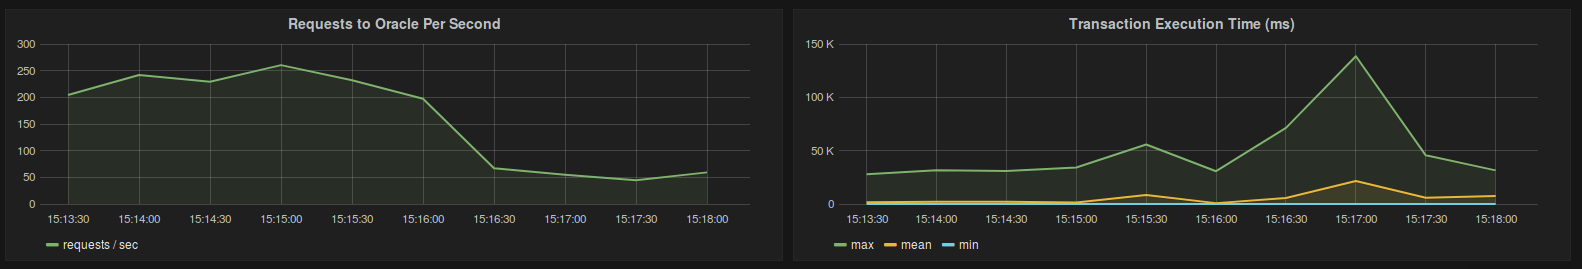 Requests to Oracle Per Second
300
250
200
150
100
50
0
15:13:30 15:14:00 15:14:30 15:15:00 15:15:30 15:16:00 15:16:30 15:17:00 15:17:30 15:18:00
requests / sec
Transaction Execution Time (ms)
150 K
100 K
50 K
0
15:13:30 15:14:00 15:14:30 15:15:00 15:15:30 15:16:00 15:16:30 15:17:00 15:17:30 15:18:00
max mean min